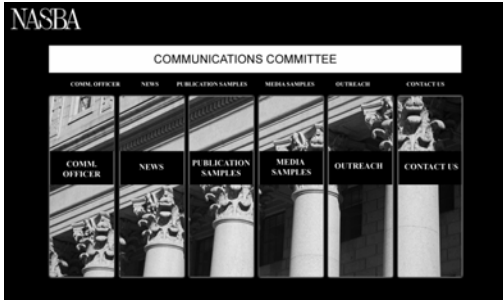 NASBA
COMMUNICATIONS COMMITTEE
COMM. OFFICER NEWS PUBLICATION SAMPLES MEDIA SAMPLES OUTREACH CONTACT US
COMM. OFFICER
NEWS
PUBLICATION SAMPLES
MEDIA SAMPLES
OUTREACH
CONTACT US